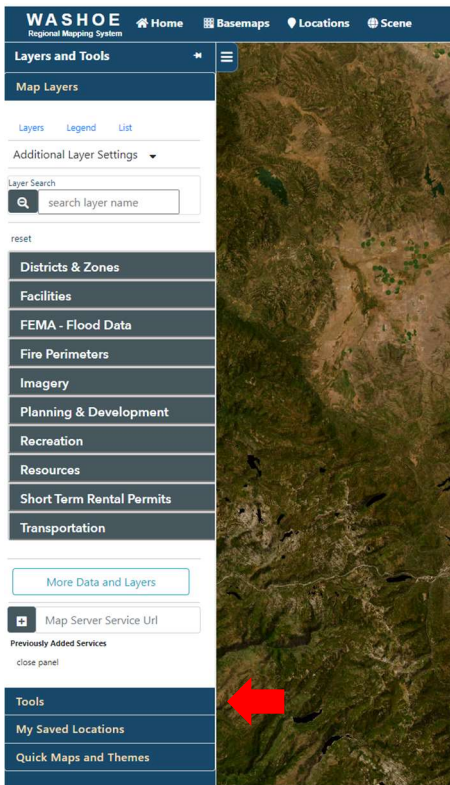 WASHOE
Regional Mapping System
Home
Basemaps
Locations
Scene
Layers and Tools
Map Layers
Layers Legend List
Additional Layer Settings
Layer Search
search layer name
reset
Districts & Zones
Facilities
FEMA - Flood Data
Fire Perimeters
Imagery
Planning & Development
Recreation
Resources
Short Term Rental Permits
Transportation
More Data and Layers
Map Server Service Url
Previously Added Services
close panel
Tools
My Saved Locations
Quick Maps and Themes